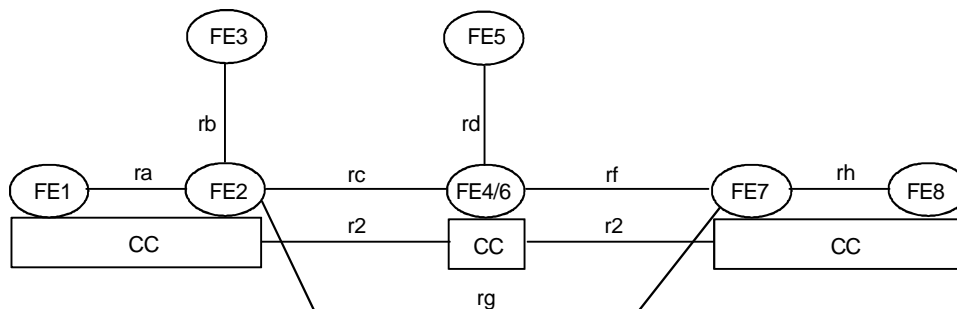 FE3 FE5
rb rd
ra rc rf rh
FE1 FE2 FE4/6 FE7 FE8
r2 r2
CC CC CC
rg